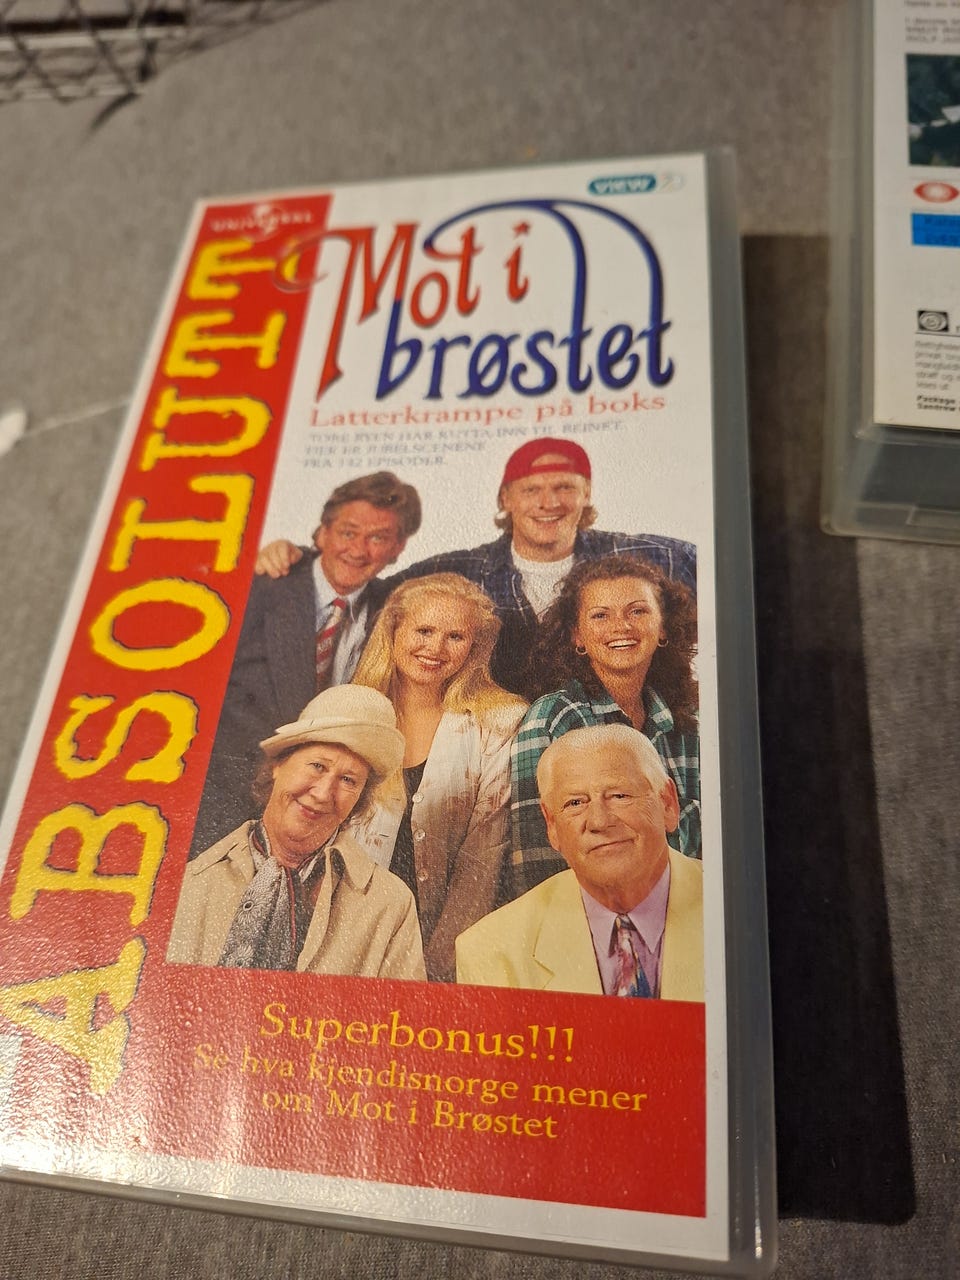 UNIVERSAL
view
ABSOLUTT
Mot i
brøstet
Latterkrampe på boks
TORE RYEN HAR KUTTA INN TIL BEINET.
HER ER JUBELSCENENE
FRA 142 EPISODER.
Superbonus!!!
Se hva kjendisnorge mener
om Mot i Brøstet
Package